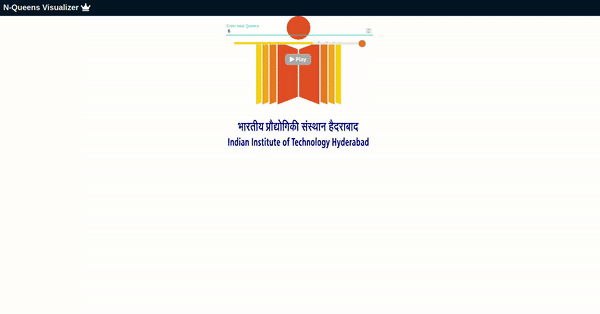 N-Queens Visualizer
Enter total Queens
6
Play
भारतीय प्रौद्योगिकी संस्थान हैदराबाद
Indian Institute of Technology Hyderabad